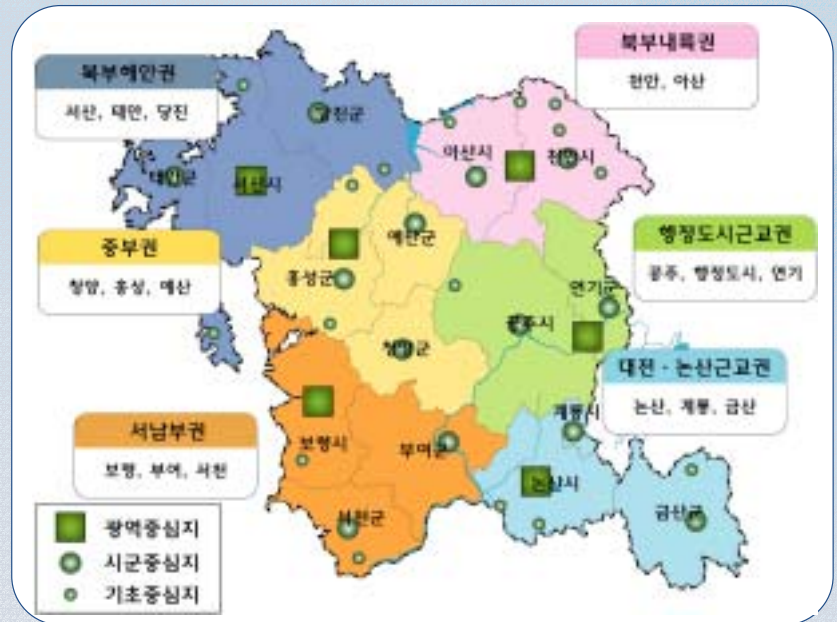 북부해안권
서산, 태안, 당진
북부내륙권
천안, 아산
당진군
아산시
천안시
태안군
서산시
중부권
청양, 홍성, 예산
예산군
행정도시근교권
공주, 행정도시, 연기
홍성군
연기군
공주시
청양군
대전·논산근교권
논산, 계룡, 금산
계룡시
서남부권
보령, 부여, 서천
보령시
부여군
논산시
서천군
금산군
광역중심지
시군중심지
기초중심지